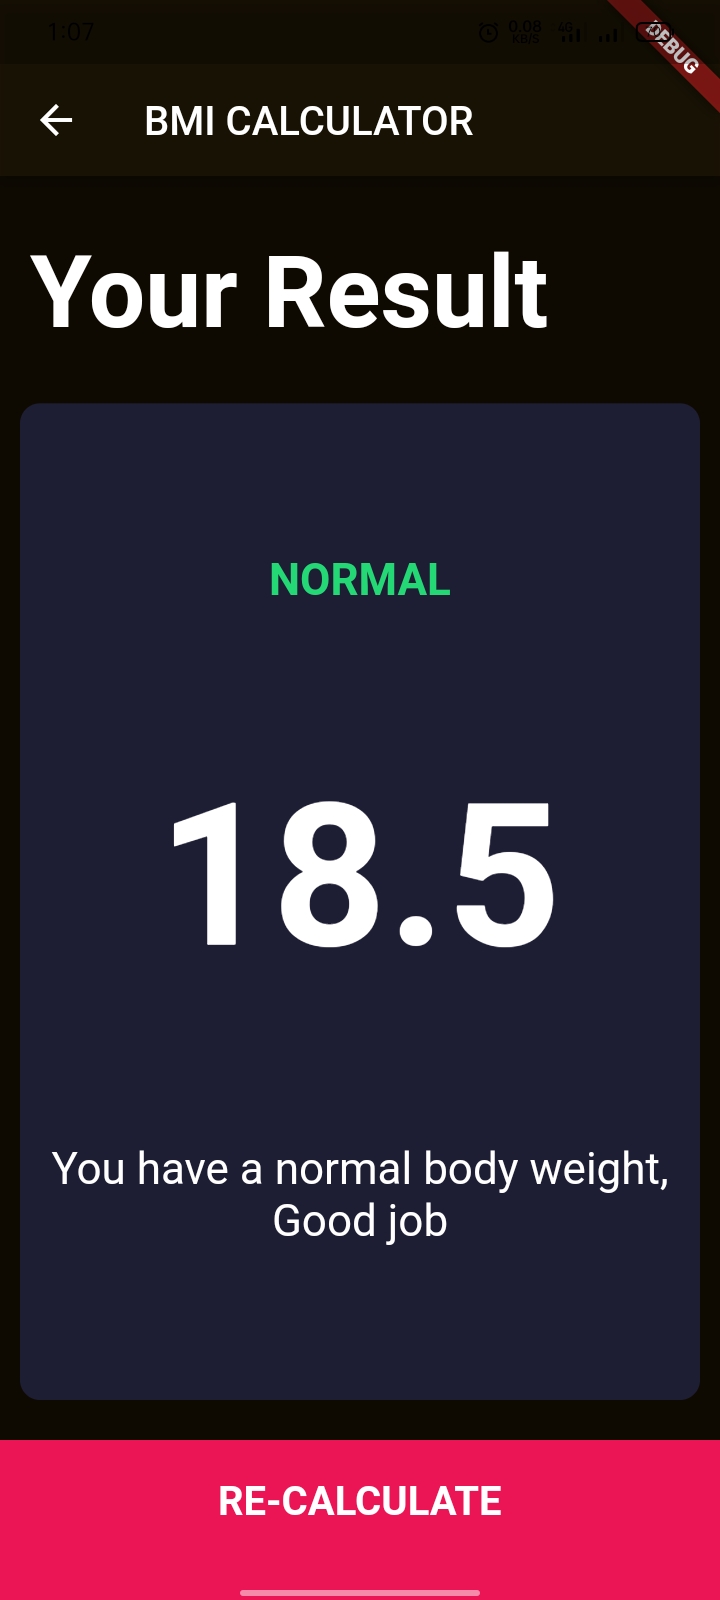 1:07
0.08
KB/S
4G
DEBUG
BMI CALCULATOR
Your Result
NORMAL
18.5
You have a normal body weight,
Good job
RE-CALCULATE